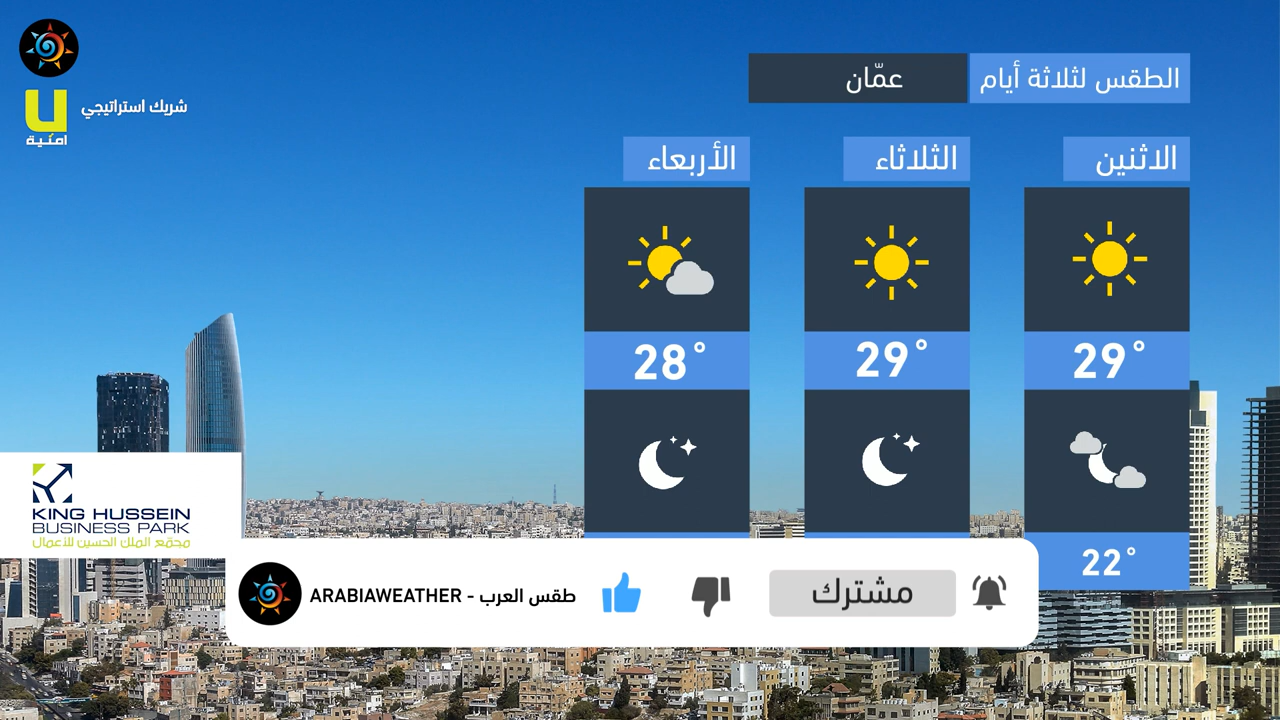 الطقس لثلاثة أيام
عمّان
شريك استراتيجي
امنية
الاثنين
الثلاثاء
الأربعاء
29°
29°
28°
22°
KING HUSSEIN
BUSINESS PARK
مجمّع الملك الحسين للأعمال
ARABIAWEATHER - طقس العرب
مشترك